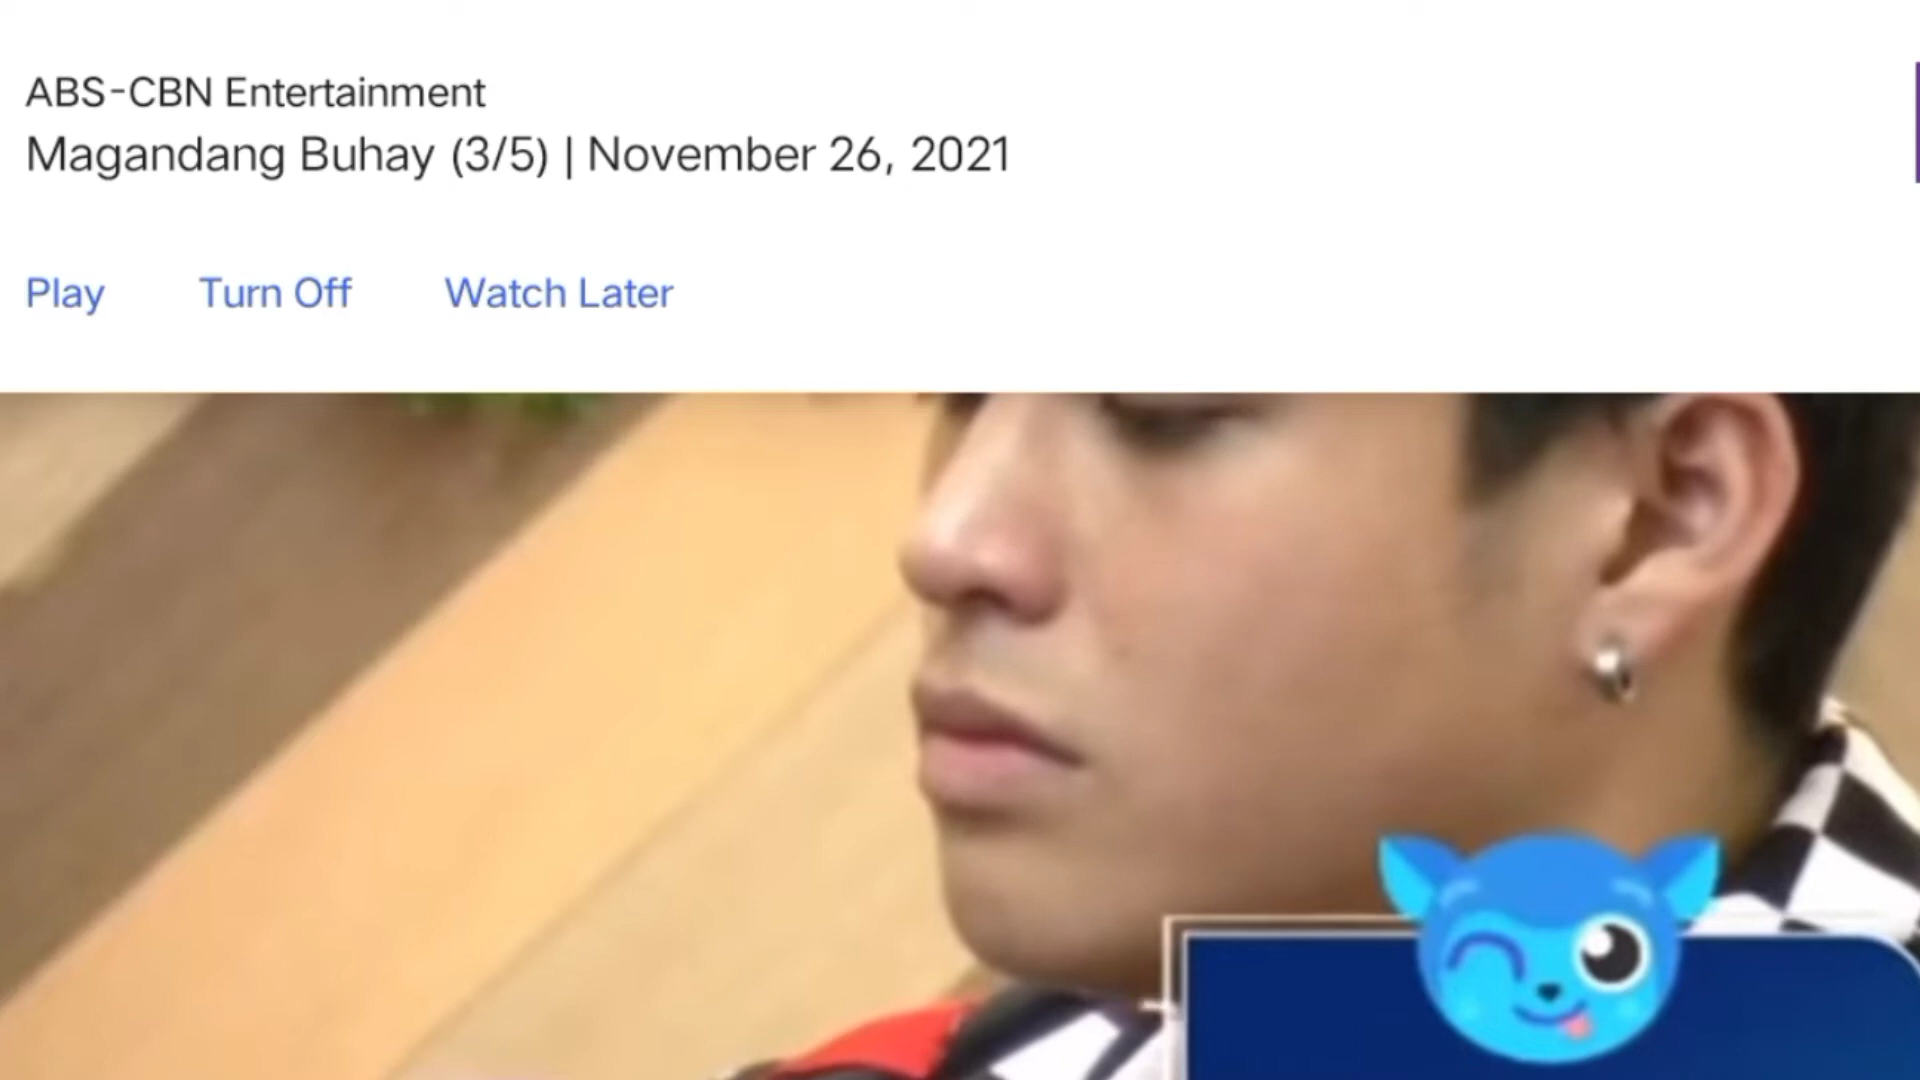 ABS-CBN Entertainment
Magandang Buhay (3/5) | November 26, 2021
Play Turn Off Watch Later